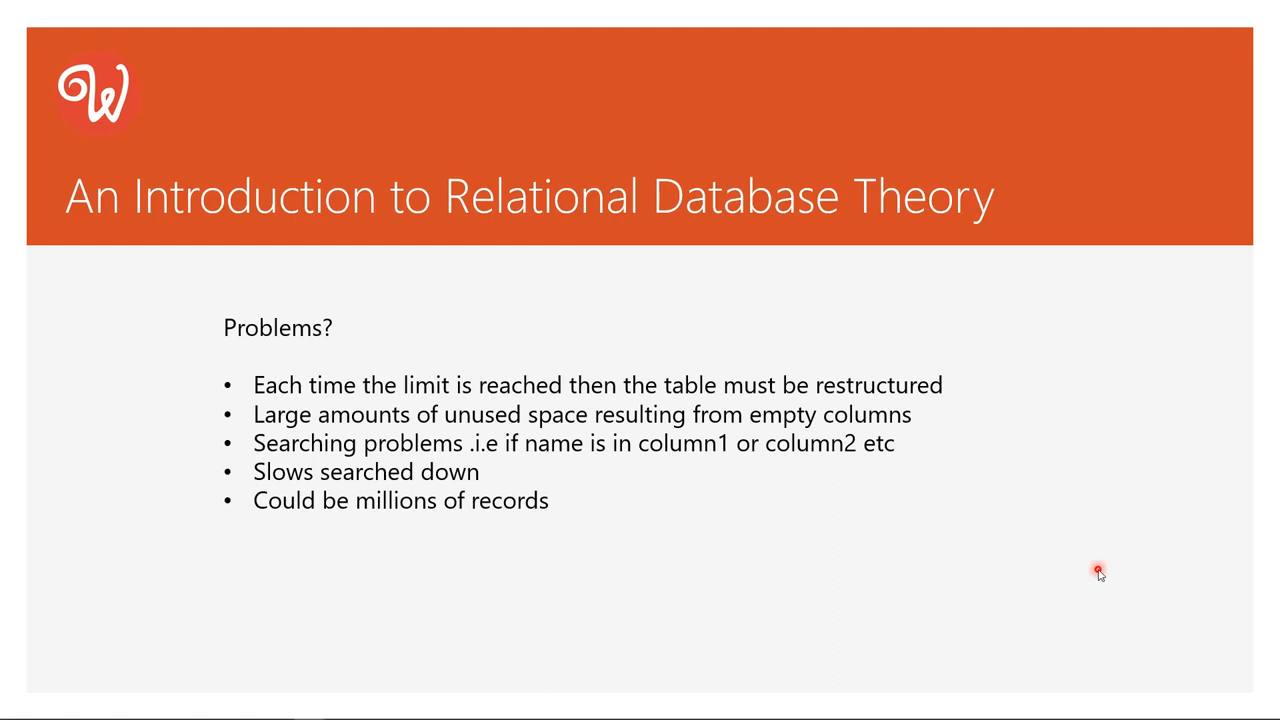 W
An Introduction to Relational Database Theory
Problems?
• Each time the limit is reached then the table must be restructured
• Large amounts of unused space resulting from empty columns
• Searching problems .i.e if name is in column1 or column2 etc
• Slows searched down
• Could be millions of records